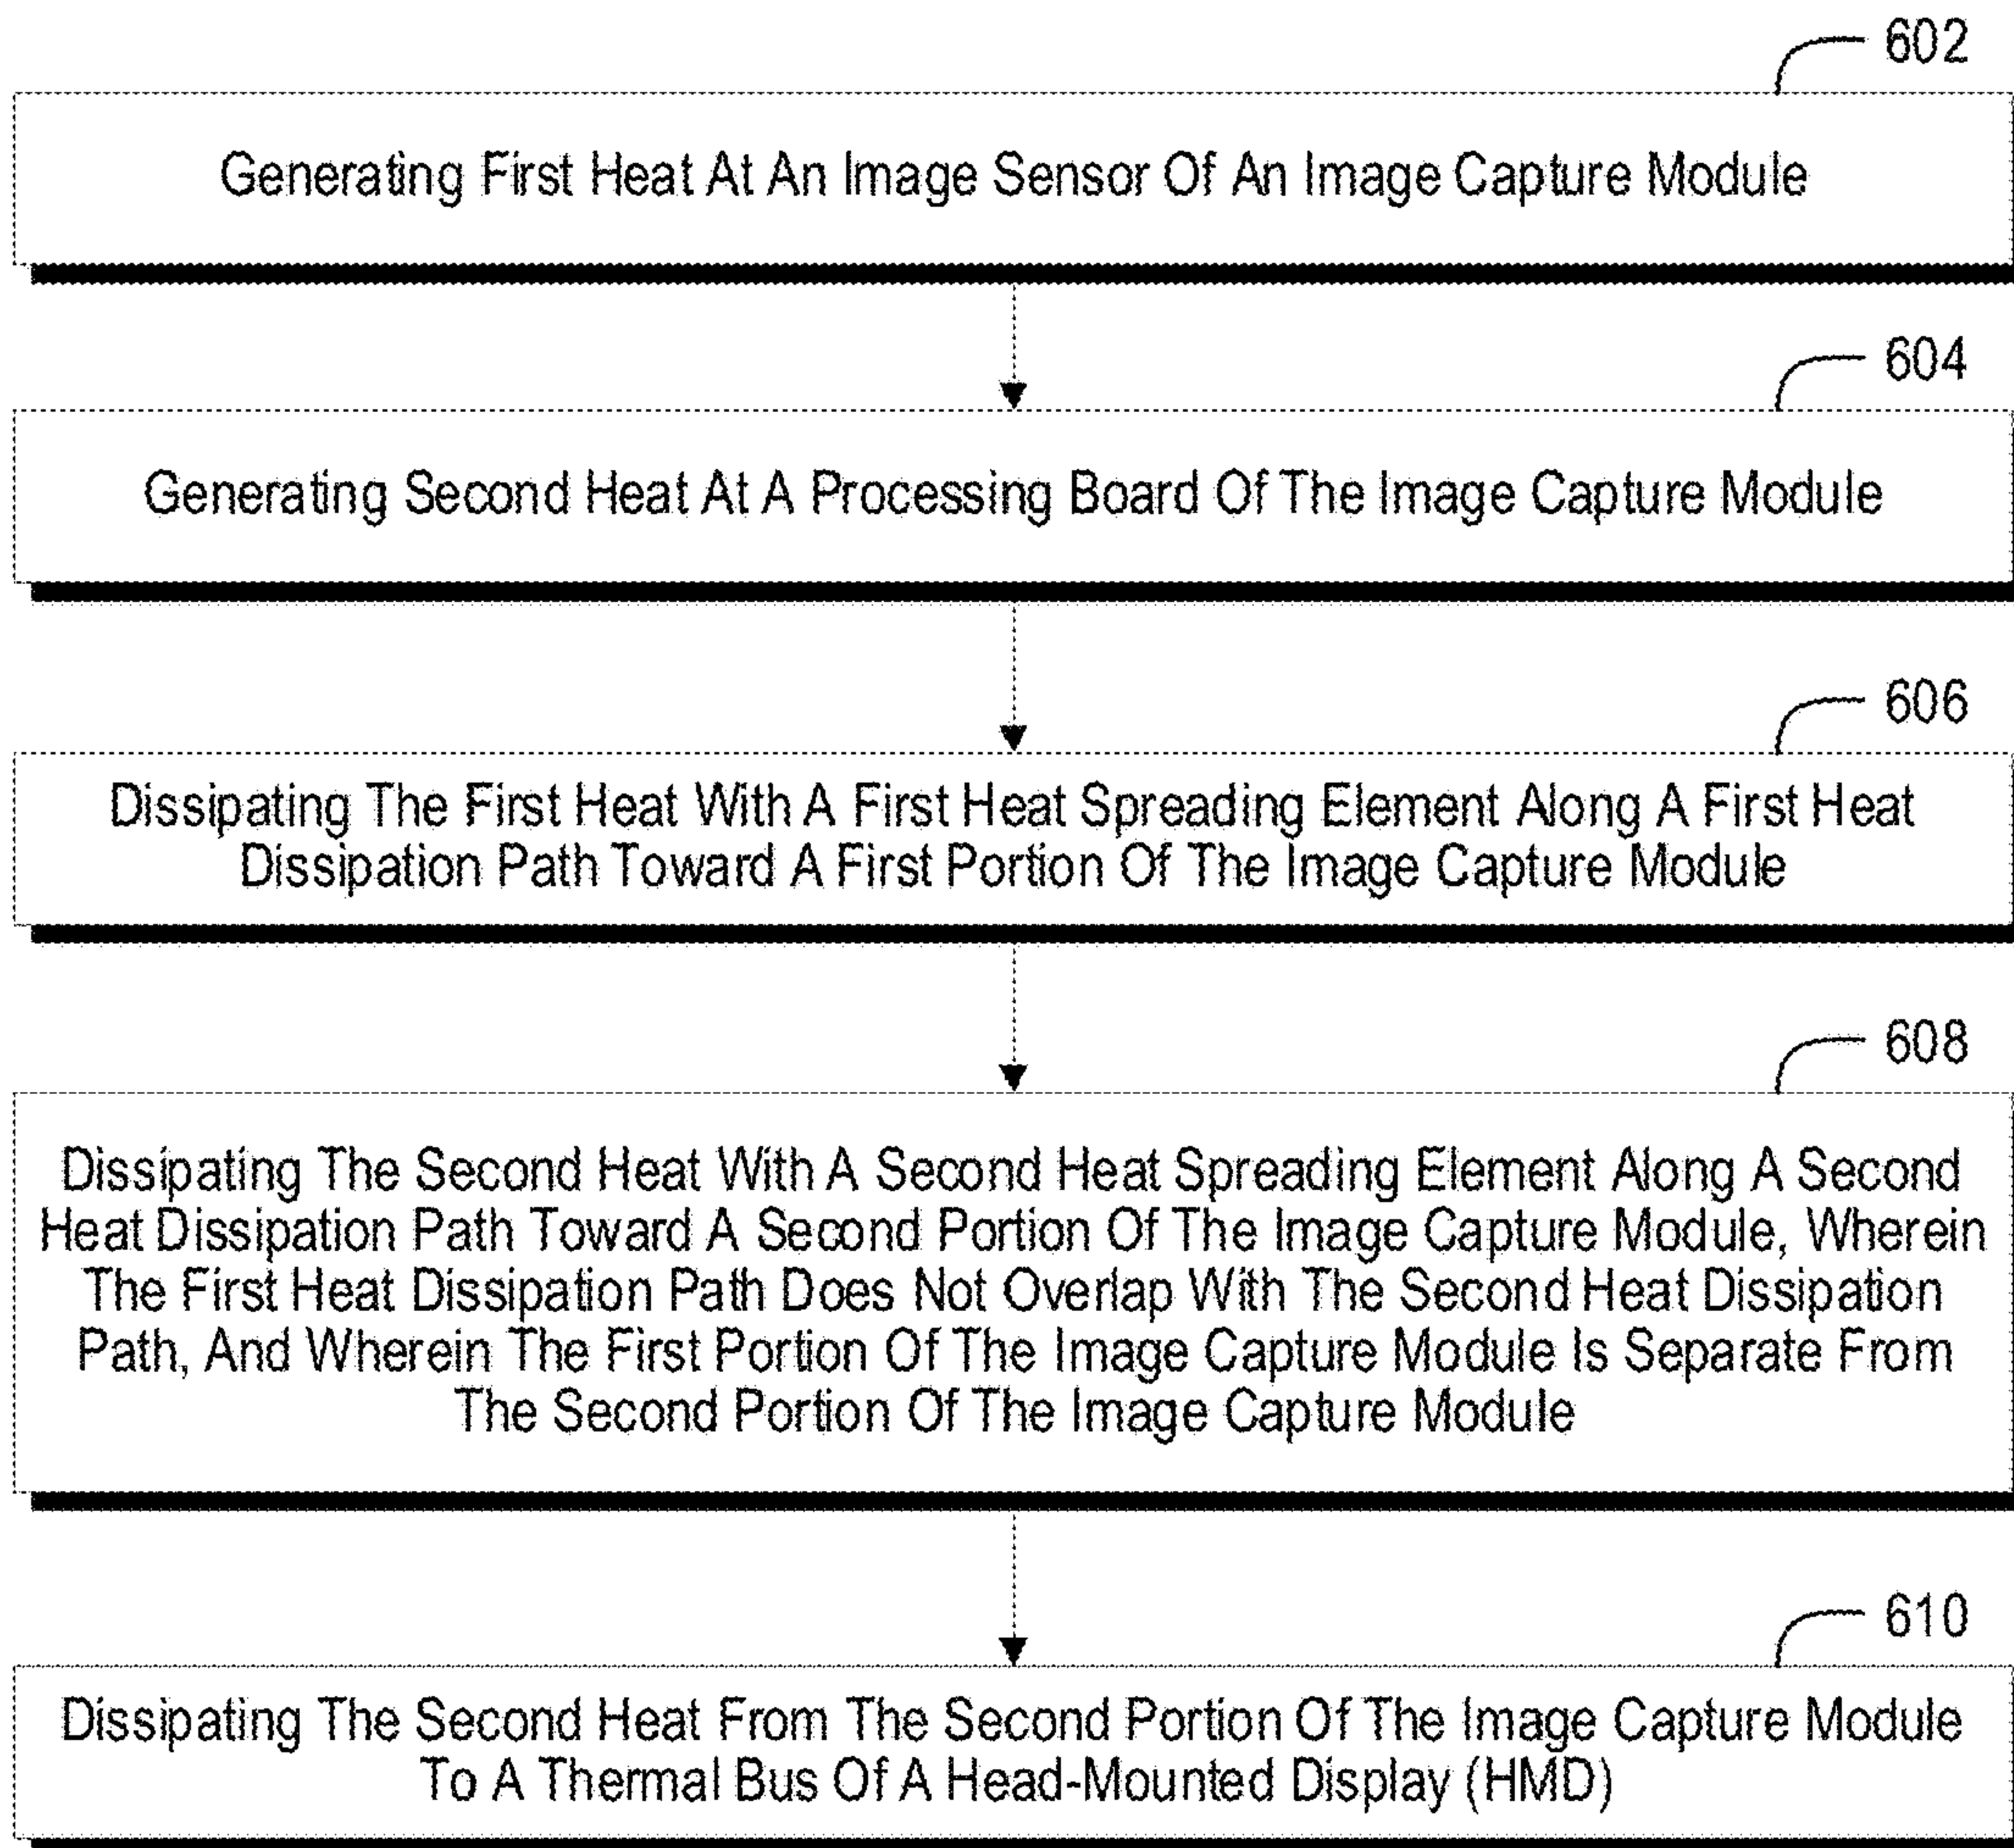 602
Generating First Heat At An Image Sensor Of An Image Capture Module
604
Generating Second Heat At A Processing Board Of The Image Capture Module
606
Dissipating The First Heat With A First Heat Spreading Element Along A First Heat
Dissipation Path Toward A First Portion Of The Image Capture Module
608
Dissipating The Second Heat With A Second Heat Spreading Element Along A Second
Heat Dissipation Path Toward A Second Portion Of The Image Capture Module, Wherein
The First Heat Dissipation Path Does Not Overlap With The Second Heat Dissipation
Path, And Wherein The First Portion Of The Image Capture Module Is Separate From
The Second Portion Of The Image Capture Module
610
Dissipating The Second Heat From The Second Portion Of The Image Capture Module
To A Thermal Bus Of A Head-Mounted Display (HMD)